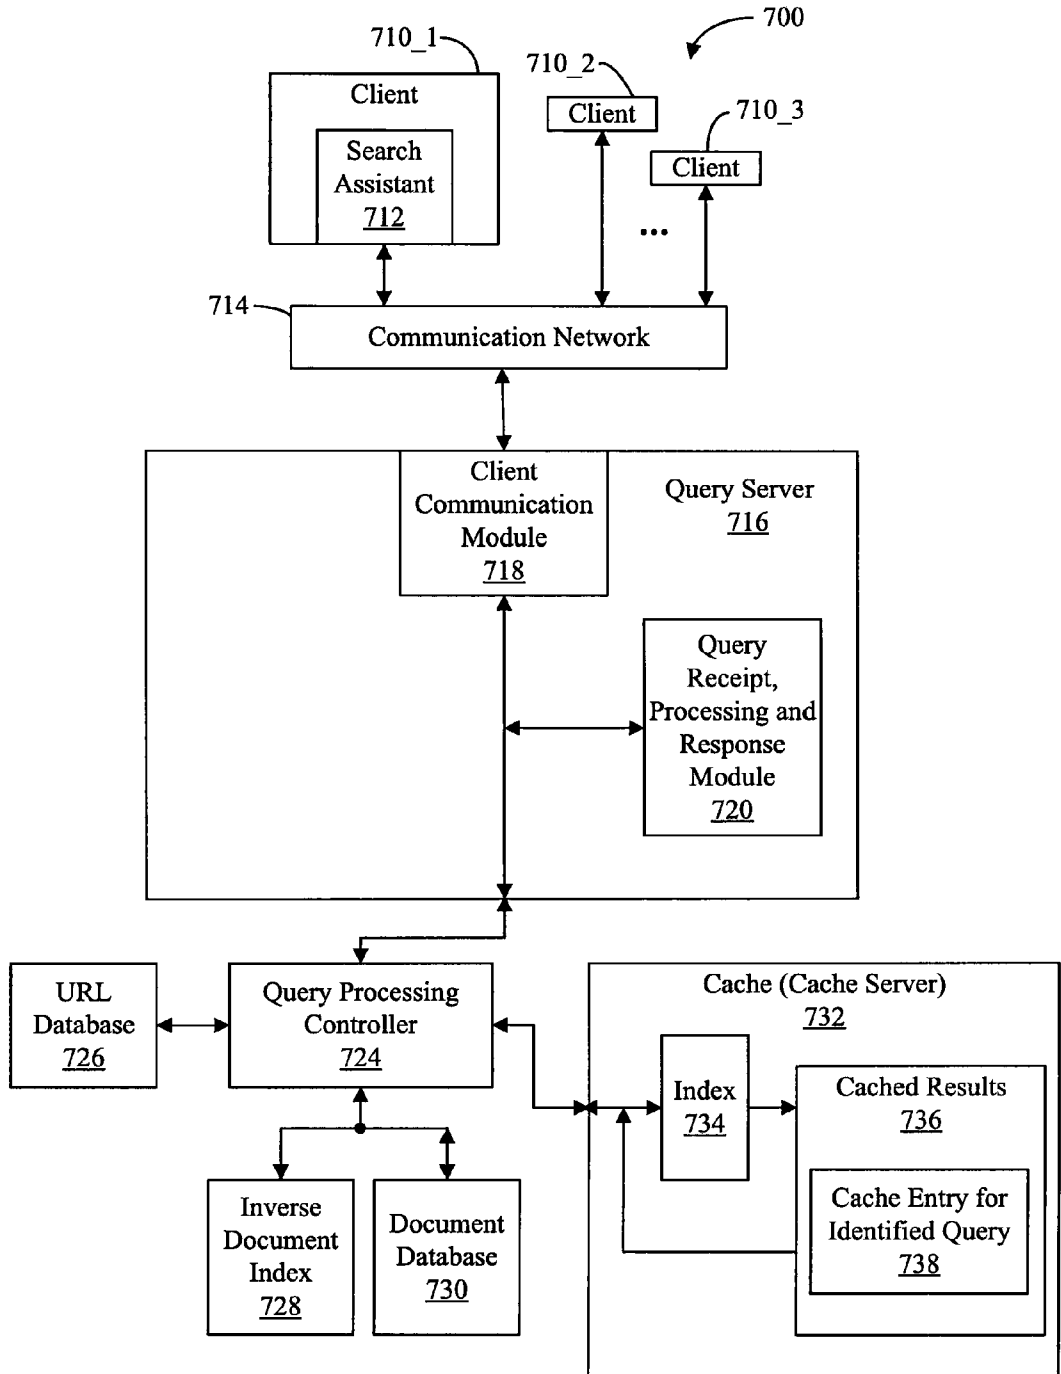 700
710_1
710_2
710_3
Client
Search
Assistant
712
Client
Client
...
714
Communication Network
Client
Communication
Module
718
Query Server
716
Query
Receipt,
Processing and
Response
Module
720
URL
Database
726
Query Processing
Controller
724
Inverse
Document
Index
728
Document
Database
730
Cache (Cache Server)
732
Index
734
Cached Results
736
Cache Entry for
Identified Query
738